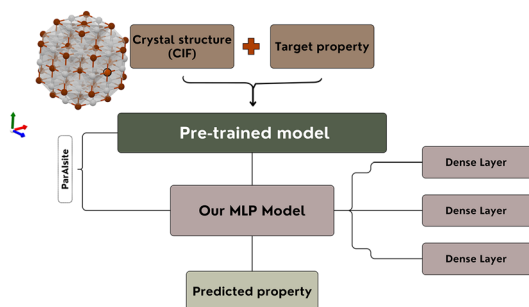 Crystal structure
(CIF)
Target property
Pre-trained model
ParAIsite
Our MLP Model
Dense Layer
Dense Layer
Dense Layer
Predicted property